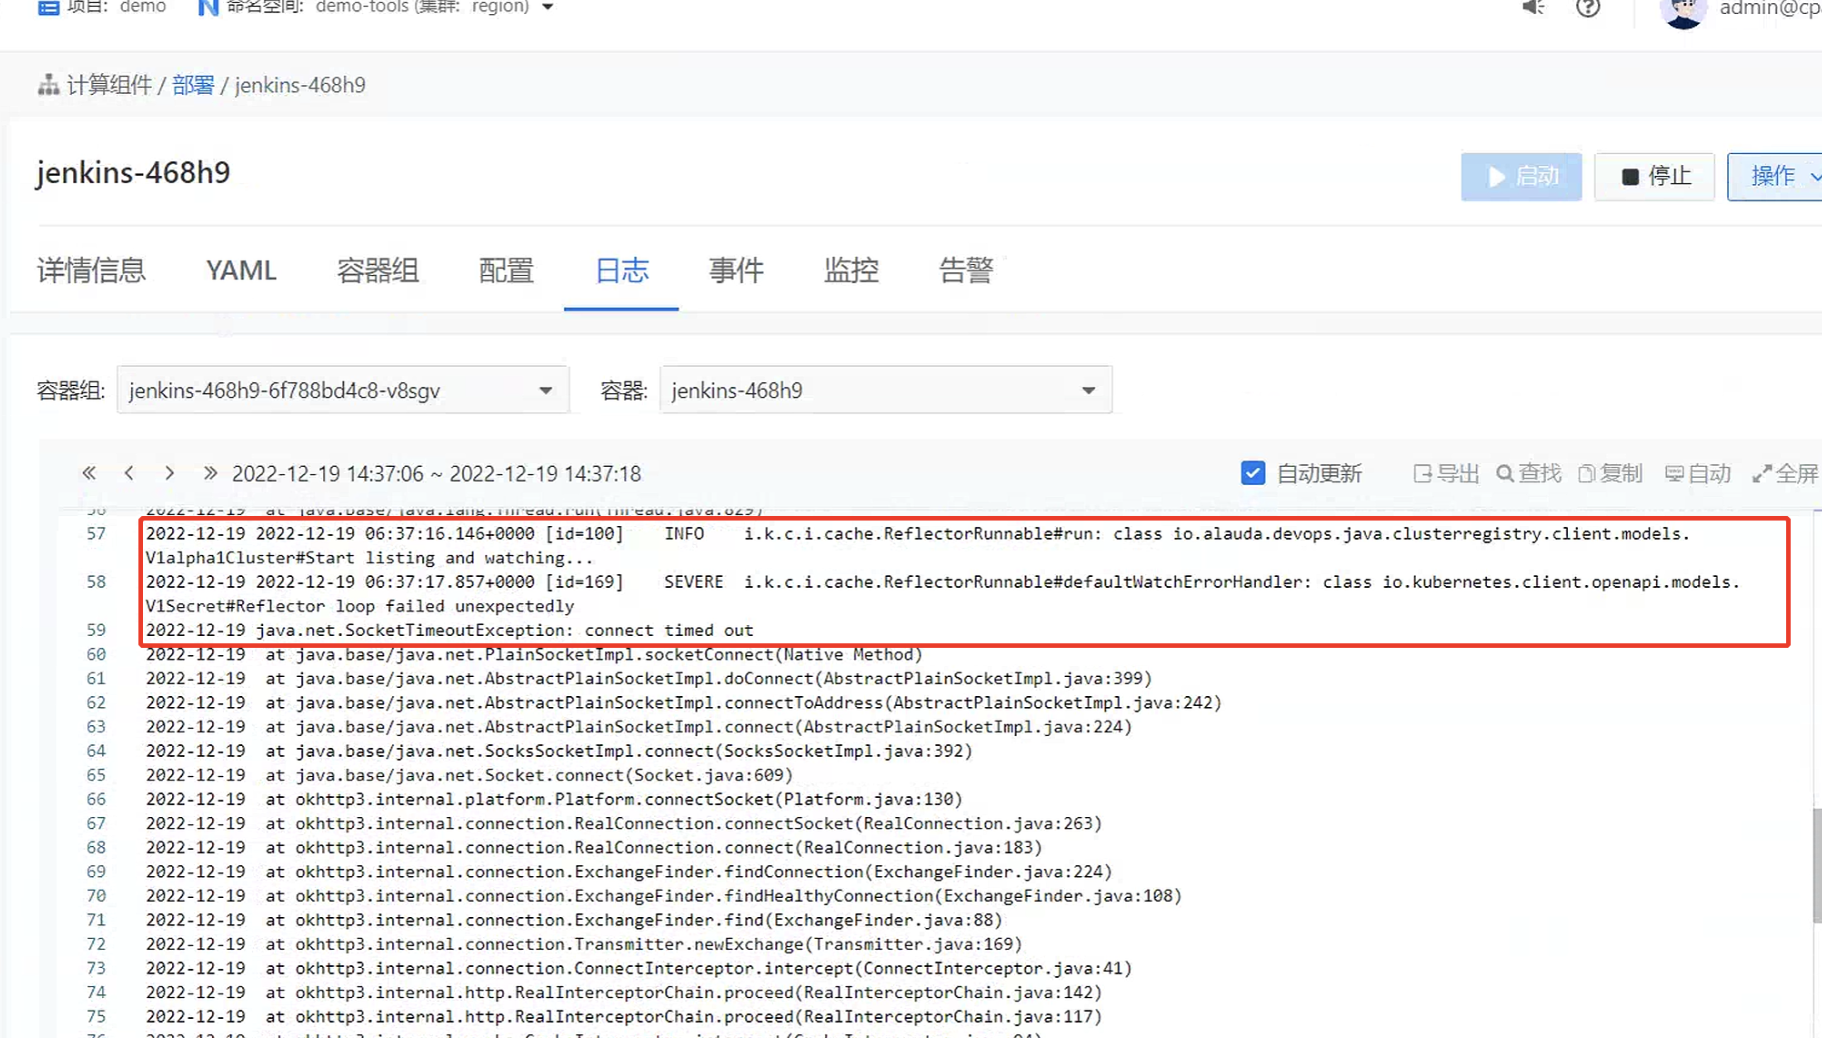 项目: demo 命名空间: demo-tools (集群: region)
admin@cp
计算组件 / 部署 / jenkins-468h9
jenkins-468h9
启动 停止 操作
详情信息 YAML 容器组 配置 日志 事件 监控 告警
容器组: jenkins-468h9-6f788bd4c8-v8sgv 容器: jenkins-468h9
2022-12-19 14:37:06 ~ 2022-12-19 14:37:18 自动更新 导出 查找 复制 自动 全屏
56 2022-12-19 at java.base/java.lang.Thread.run(Thread.java:829)
57 2022-12-19 2022-12-19 06:37:16.146+0000 [id=100] INFO i.k.c.i.cache.ReflectorRunnable#run: class io.alauda.devops.java.clusterregistry.client.models.
V1alpha1Cluster#Start listing and watching...
58 2022-12-19 2022-12-19 06:37:17.857+0000 [id=169] SEVERE i.k.c.i.cache.ReflectorRunnable#defaultWatchErrorHandler: class io.kubernetes.client.openapi.models.
V1Secret#Reflector loop failed unexpectedly
59 2022-12-19 java.net.SocketTimeoutException: connect timed out
60 2022-12-19 at java.base/java.net.PlainSocketImpl.socketConnect(Native Method)
61 2022-12-19 at java.base/java.net.AbstractPlainSocketImpl.doConnect(AbstractPlainSocketImpl.java:399)
62 2022-12-19 at java.base/java.net.AbstractPlainSocketImpl.connectToAddress(AbstractPlainSocketImpl.java:242)
63 2022-12-19 at java.base/java.net.AbstractPlainSocketImpl.connect(AbstractPlainSocketImpl.java:224)
64 2022-12-19 at java.base/java.net.SocksSocketImpl.connect(SocksSocketImpl.java:392)
65 2022-12-19 at java.base/java.net.Socket.connect(Socket.java:609)
66 2022-12-19 at okhttp3.internal.platform.Platform.connectSocket(Platform.java:130)
67 2022-12-19 at okhttp3.internal.connection.RealConnection.connectSocket(RealConnection.java:263)
68 2022-12-19 at okhttp3.internal.connection.RealConnection.connect(RealConnection.java:183)
69 2022-12-19 at okhttp3.internal.connection.ExchangeFinder.findConnection(ExchangeFinder.java:224)
70 2022-12-19 at okhttp3.internal.connection.ExchangeFinder.findHealthyConnection(ExchangeFinder.java:108)
71 2022-12-19 at okhttp3.internal.connection.ExchangeFinder.find(ExchangeFinder.java:88)
72 2022-12-19 at okhttp3.internal.connection.Transmitter.newExchange(Transmitter.java:169)
73 2022-12-19 at okhttp3.internal.connection.ConnectInterceptor.intercept(ConnectInterceptor.java:41)
74 2022-12-19 at okhttp3.internal.http.RealInterceptorChain.proceed(RealInterceptorChain.java:142)
75 2022-12-19 at okhttp3.internal.http.RealInterceptorChain.proceed(RealInterceptorChain.java:117)